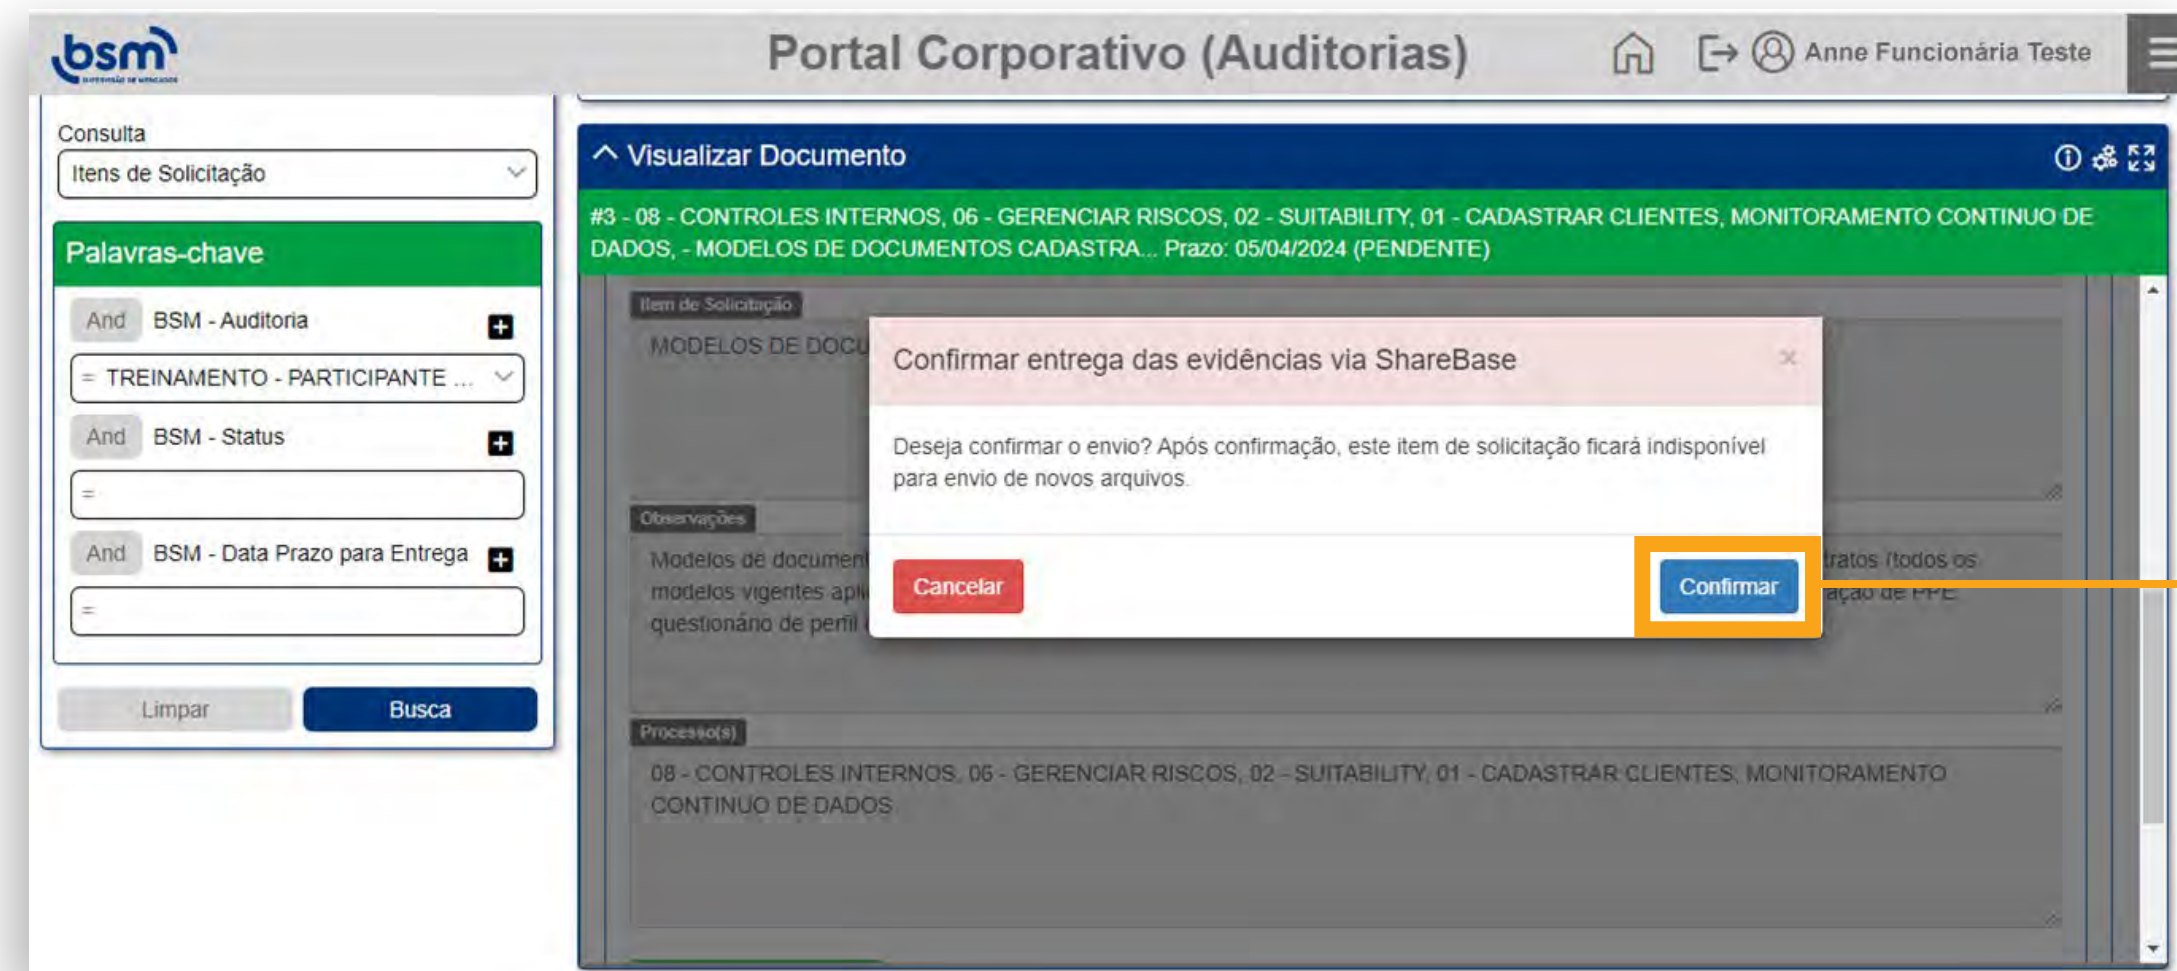 bsm
SUPERVISÃO DE MERCADOS
Portal Corporativo (Auditorias)
Anne Funcionária Teste
Consulta
Itens de Solicitação
Palavras-chave
And BSM - Auditoria
= TREINAMENTO - PARTICIPANTE ...
And BSM - Status
=
And BSM - Data Prazo para Entrega
=
Limpar Busca
Visualizar Documento
#3 - 08 - CONTROLES INTERNOS, 06 - GERENCIAR RISCOS, 02 - SUITABILITY, 01 - CADASTRAR CLIENTES, MONITORAMENTO CONTINUO DE
DADOS, - MODELOS DE DOCUMENTOS CADASTRA... Prazo: 05/04/2024 (PENDENTE)
Item de Solicitação
MODELOS DE DOCU
Confirmar entrega das evidências via ShareBase
×
Deseja confirmar o envio? Após confirmação, este item de solicitação ficará indisponível
para envio de novos arquivos.
Cancelar Confirmar
Observações
Modelos de document tratos (todos os
modelos vigentes apli ação de PPE
questionário de perfil
Processo(s)
08 - CONTROLES INTERNOS, 06 - GERENCIAR RISCOS, 02 - SUITABILITY, 01 - CADASTRAR CLIENTES, MONITORAMENTO
CONTINUO DE DADOS